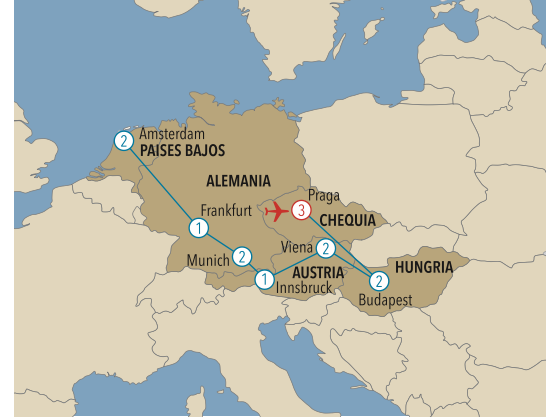 2
Amsterdam
PAISES BAJOS
ALEMANIA
Praga
Frankfurt
3
CHEQUIA
1
Viena
2
Munich
2
HUNGRIA
AUSTRIA
1
Innsbruck
2
Budapest